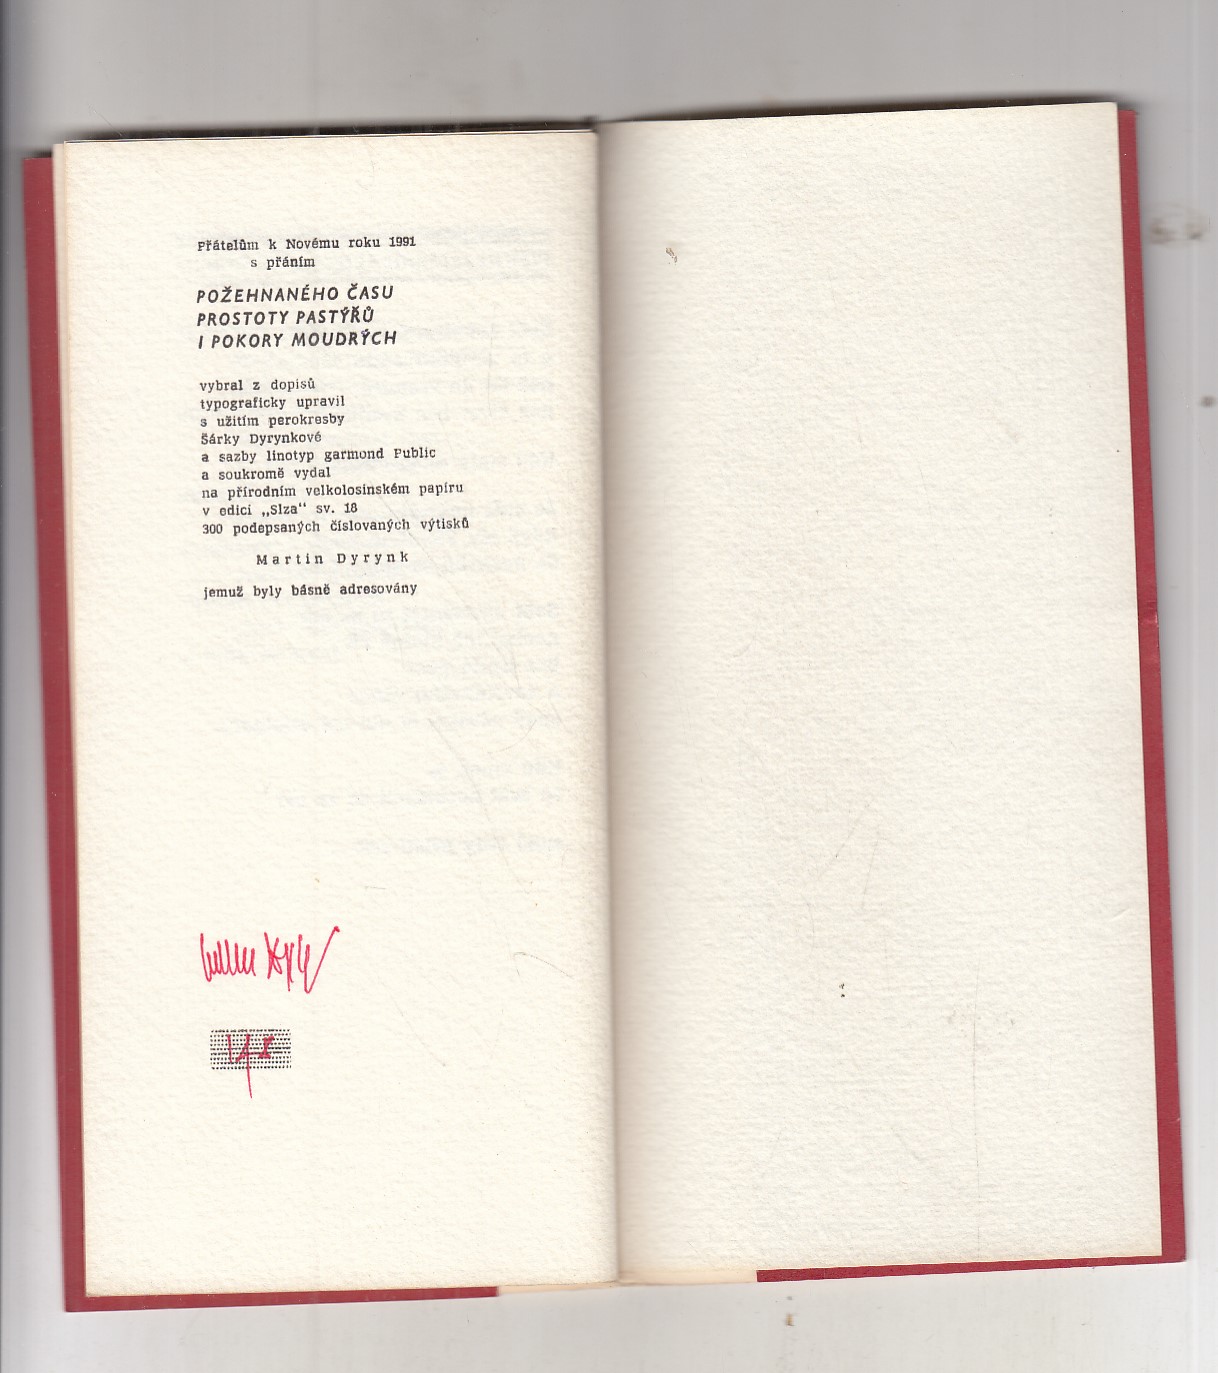 Přátelům k Novému roku 1991
s přáním
POŽEHNANÉHO ČASU
PROSTOTY PASTÝŘŮ
I POKORY MOUDRÝCH
vybral z dopisů
typograficky upravil
s užitím perokresby
Šárky Dyrynkové
a sazby linotyp garmond Public
a soukromě vydal
na přírodním velkolosinském papíru
v edici „Slza" sv. 18
300 podepsaných číslovaných výtisků
Martin Dyrynk
jemuž byly básně adresovány